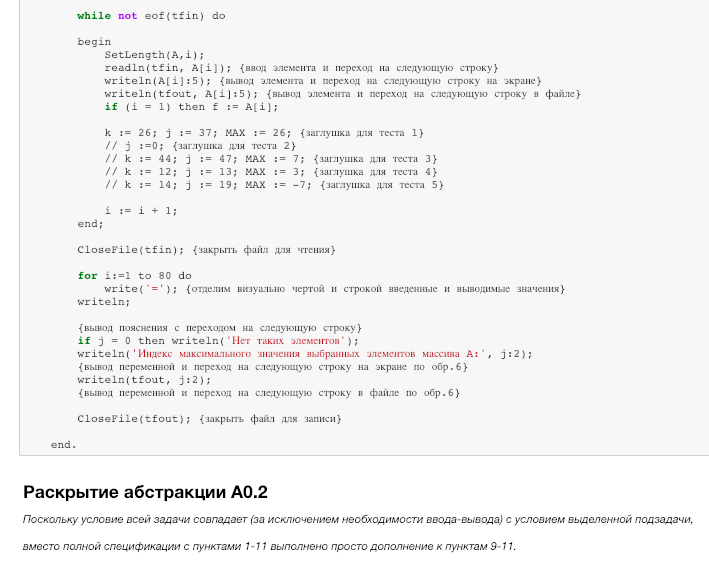 while not eof(tfin) do
begin
SetLength(A,i);
readln(tfin, A[i]); {ввод элемента и переход на следующую строку}
writeln(A[i]:5); {вывод элемента и переход на следующую строку на экране}
writeln(tfout, A[i]:5); {вывод элемента и переход на следующую строку в файле}
if (i = 1) then f := A[i];
k := 26; j := 37; MAX := 26; {заглушка для теста 1}
// j :=0; {заглушка для теста 2}
// k := 44; j := 47; MAX := 7; {заглушка для теста 3}
// k := 12; j := 13; MAX := 3; {заглушка для теста 4}
// k := 14; j := 19; MAX := -7; {заглушка для теста 5}
i := i + 1;
end;
CloseFile(tfin); {закрыть файл для чтения}
for i:=1 to 80 do
write('='); {отделим визуально чертой и строкой введенные и выводимые значения}
writeln;
{вывод пояснения с переходом на следующую строку}
if j = 0 then writeln('Нет таких элементов');
writeln('Индекс максимального значения выбранных элементов массива A:', j:2);
{вывод переменной и переход на следующую строку на экране по обр.6}
writeln(tfout, j:2);
{вывод переменной и переход на следующую строку в файле по обр.6}
CloseFile(tfout); {закрыть файл для записи}
end.
Раскрытие абстракции А0.2
Поскольку условие всей задачи совпадает (за исключением необходимости ввода-вывода) с условием выделенной подзадачи,
вместо полной спецификации с пунктами 1-11 выполнено просто дополнение к пунктам 9-11.